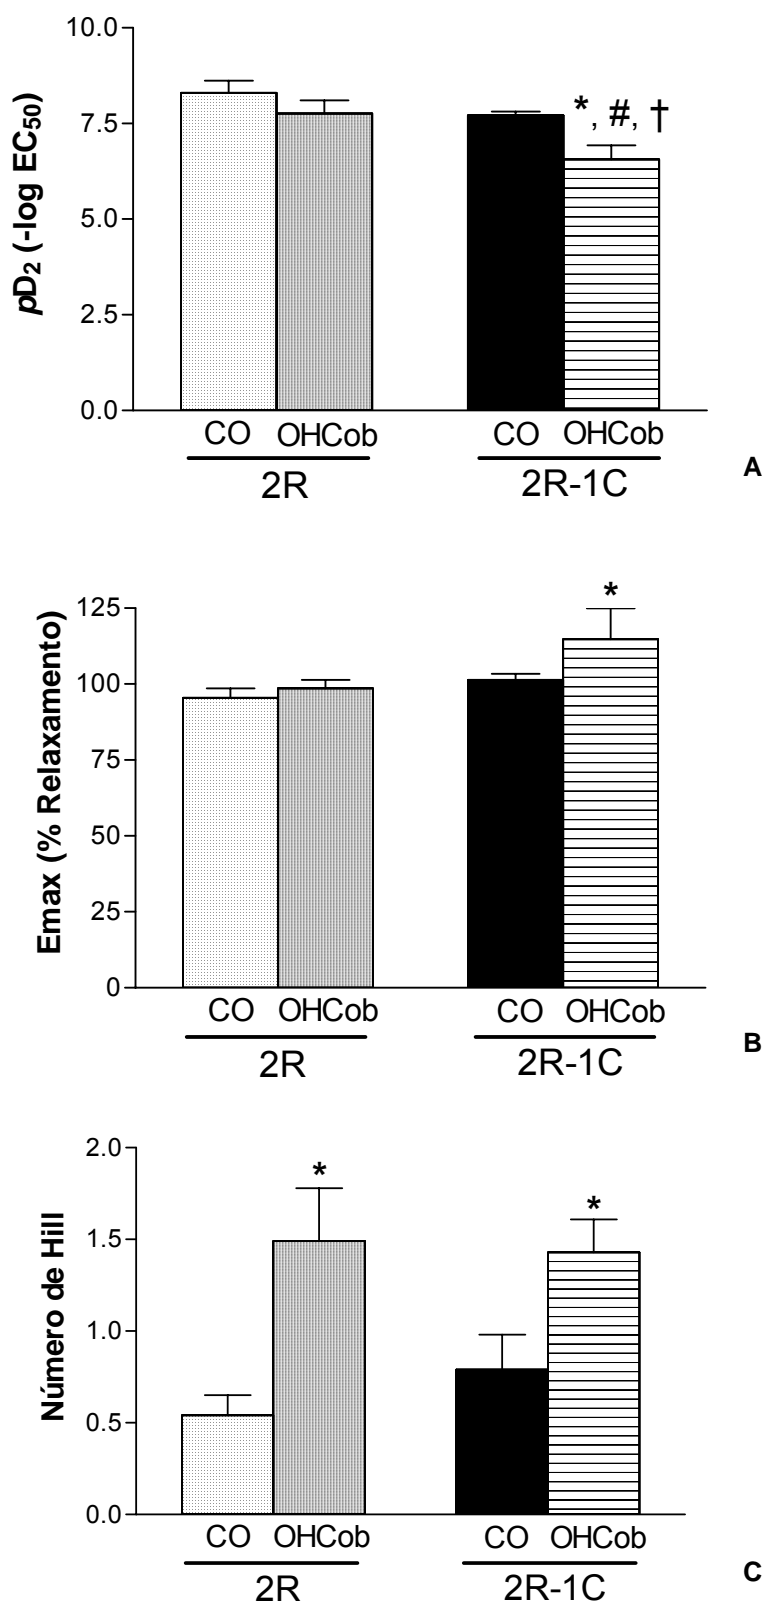 10.0
7.5
5.0
2.5
0.0
pD2 (-log EC50)
*, #, †
CO OHCob CO OHCob
2R 2R-1C
A
125
100
75
50
25
0
Emax (% Relaxamento)
*
CO OHCob CO OHCob
2R 2R-1C
B
2.0
1.5
1.0
0.5
0.0
Número de Hill
* *
CO OHCob CO OHCob
2R 2R-1C
C